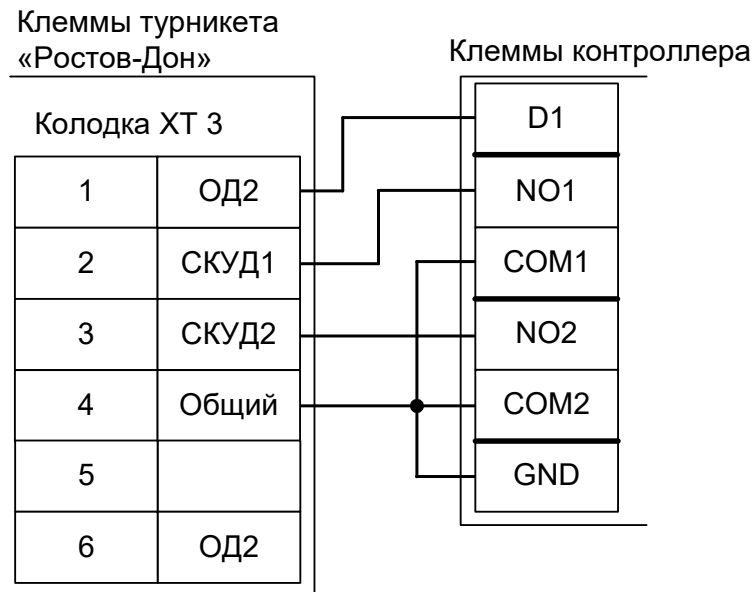 Клеммы турникета
«Ростов-Дон»
Клеммы контроллера
Колодка XT 3
1 ОД2
2 СКУД1
3 СКУД2
4 Общий
5
6 ОД2
D1
NO1
COM1
NO2
COM2
GND